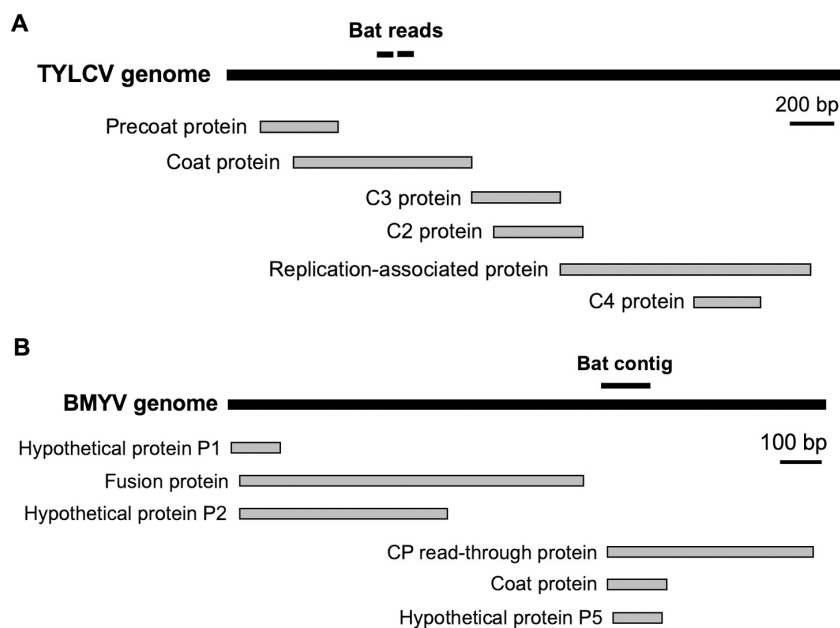 A
Bat reads
TYLCV genome
200 bp
Precoat protein
Coat protein
C3 protein
C2 protein
Replication-associated protein
C4 protein
B
Bat contig
BMYV genome
100 bp
Hypothetical protein P1
Fusion protein
Hypothetical protein P2
CP read-through protein
Coat protein
Hypothetical protein P5